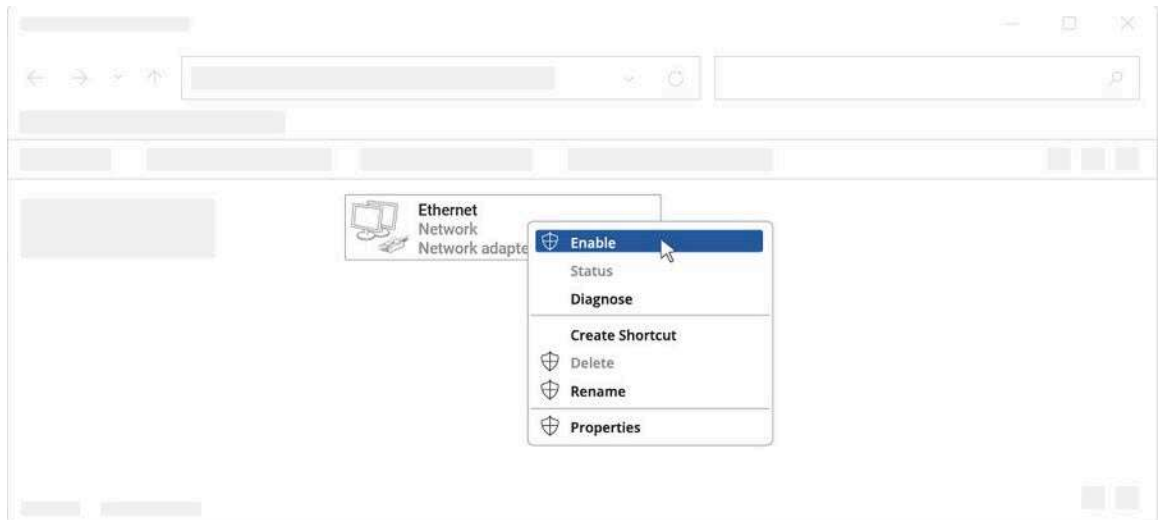 Ethernet
Network
Network adapte
Enable
Status
Diagnose
Create Shortcut
Delete
Rename
Properties